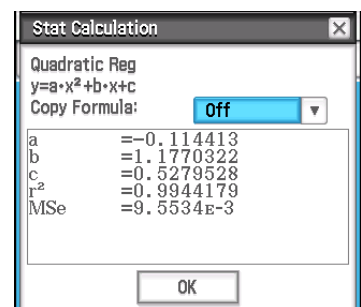 Stat Calculation
Quadratic Reg
y=a·x²+b·x+c
Copy Formula: Off
a =-0.114413
b =1.1770322
c =0.5279528
r² =0.9944179
MSe =9.5534ᴇ-3
OK